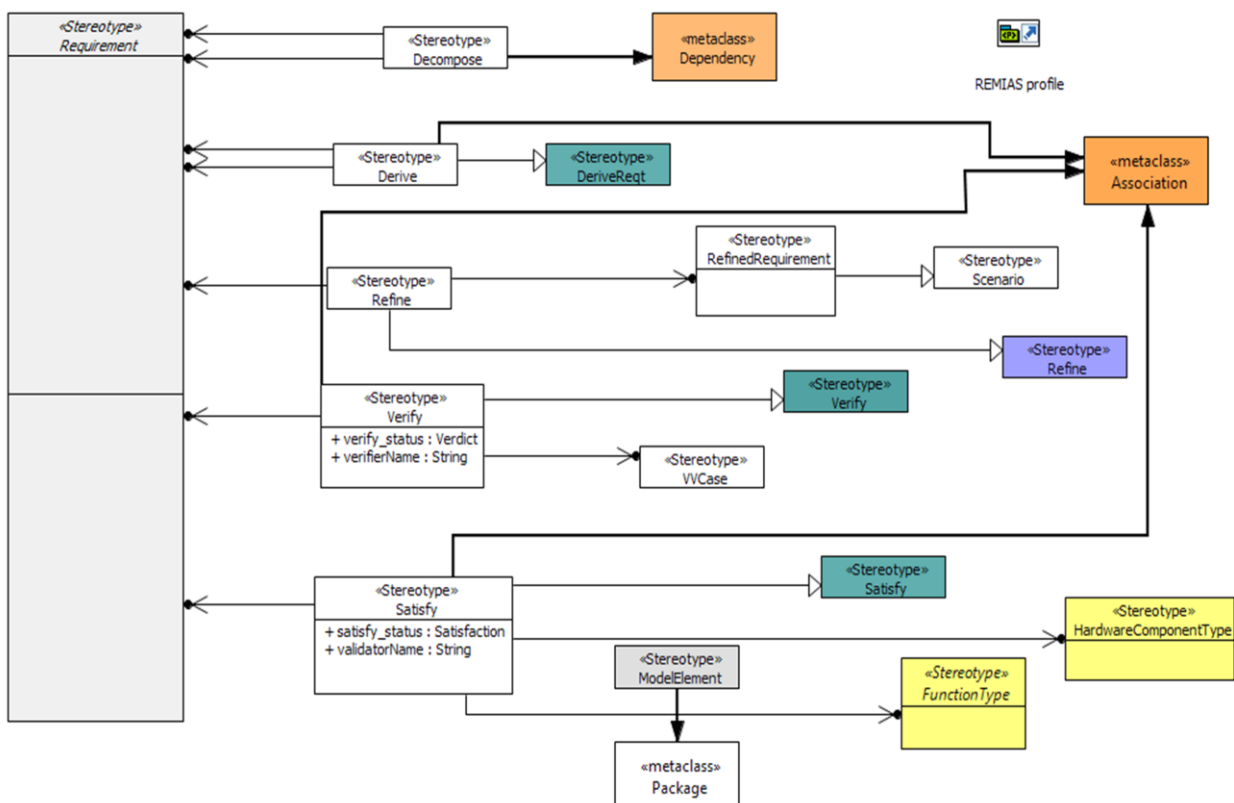 «Stereotype»
Requirement
«Stereotype»
Decompose
«metaclass»
Dependency
<P>
REMIAS profile
«Stereotype»
Derive
«Stereotype»
DeriveReqt
«metaclass»
Association
«Stereotype»
RefinedRequirement
«Stereotype»
Scenario
«Stereotype»
Refine
«Stereotype»
Refine
«Stereotype»
Verify
+ verify_status : Verdict
+ verifierName : String
«Stereotype»
Verify
«Stereotype»
VVCase
«Stereotype»
Satisfy
+ satisfy_status : Satisfaction
+ validatorName : String
«Stereotype»
Satisfy
«Stereotype»
HardwareComponentType
«Stereotype»
ModelElement
«Stereotype»
FunctionType
«metaclass»
Package